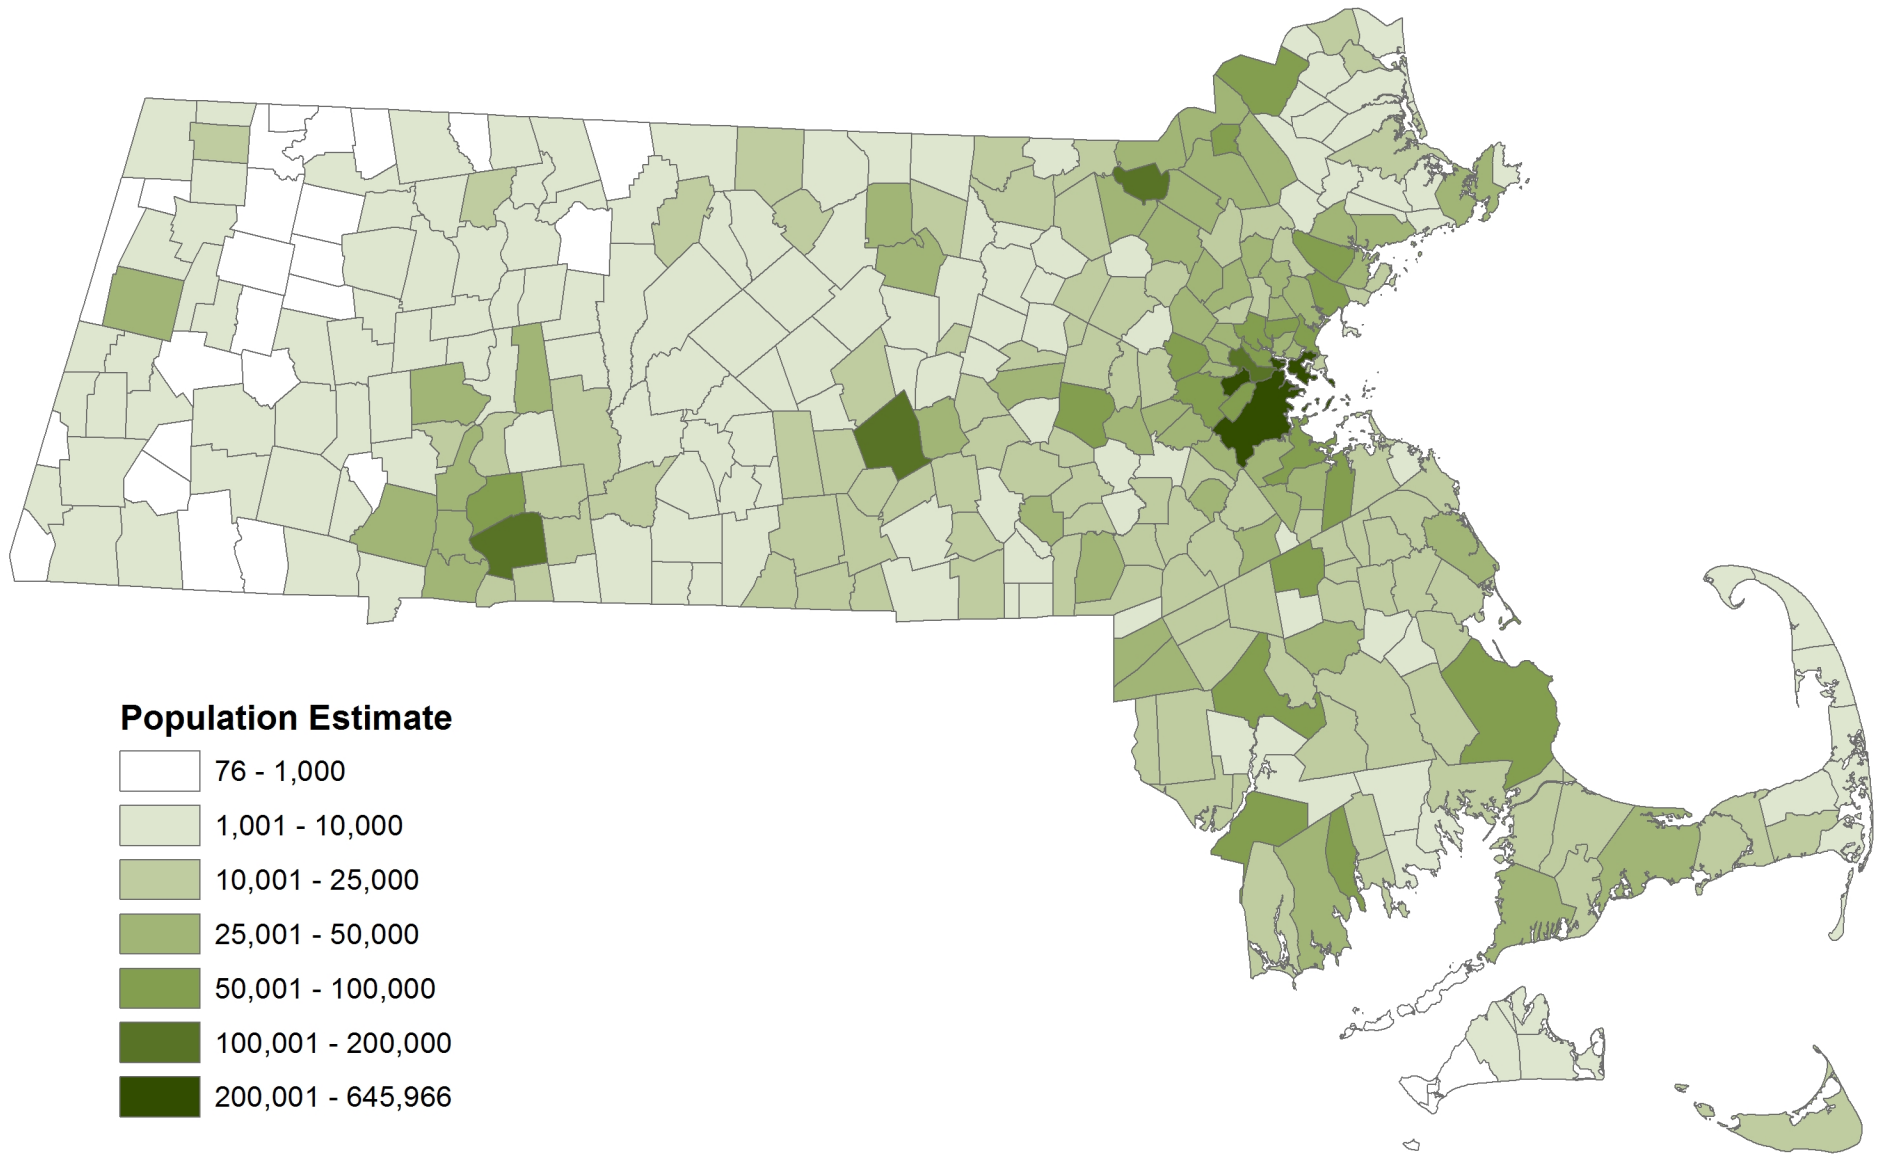 Population Estimate
76 - 1,000
1,001 - 10,000
10,001 - 25,000
25,001 - 50,000
50,001 - 100,000
100,001 - 200,000
200,001 - 645,966